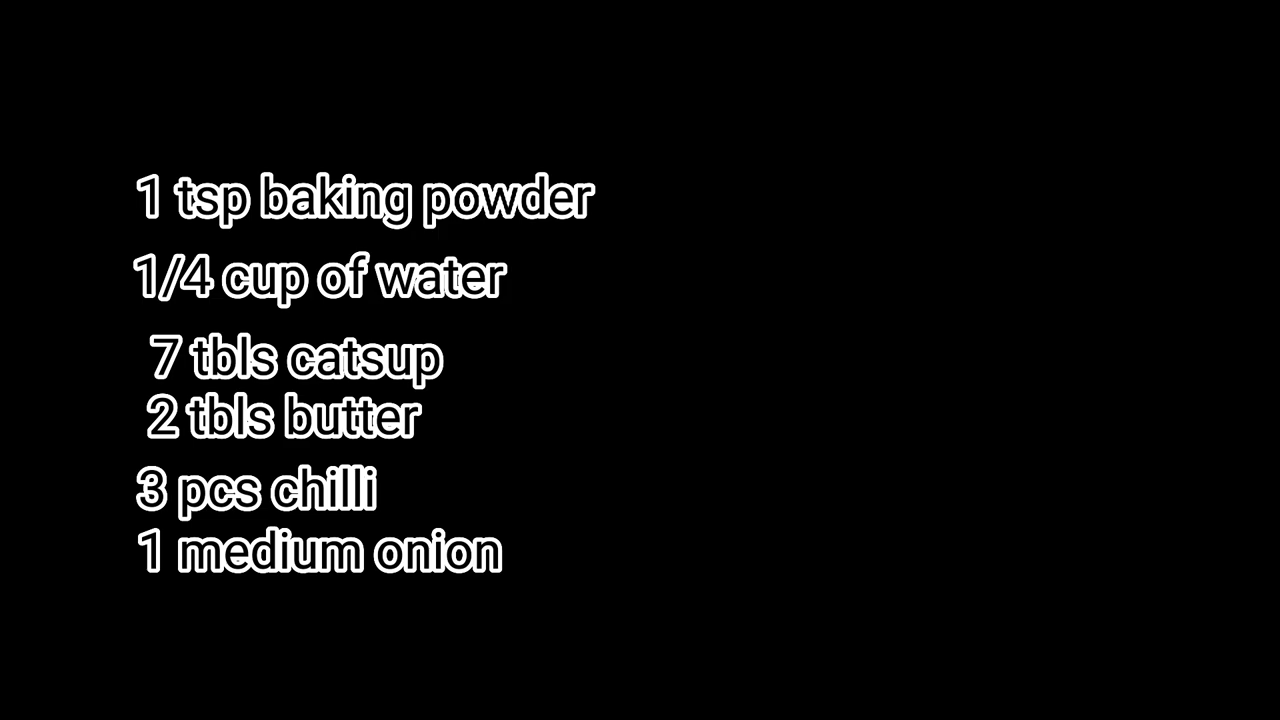 1 tsp baking powder
1/4 cup of water
7 tbls catsup
2 tbls butter
3 pcs chilli
1 medium onion